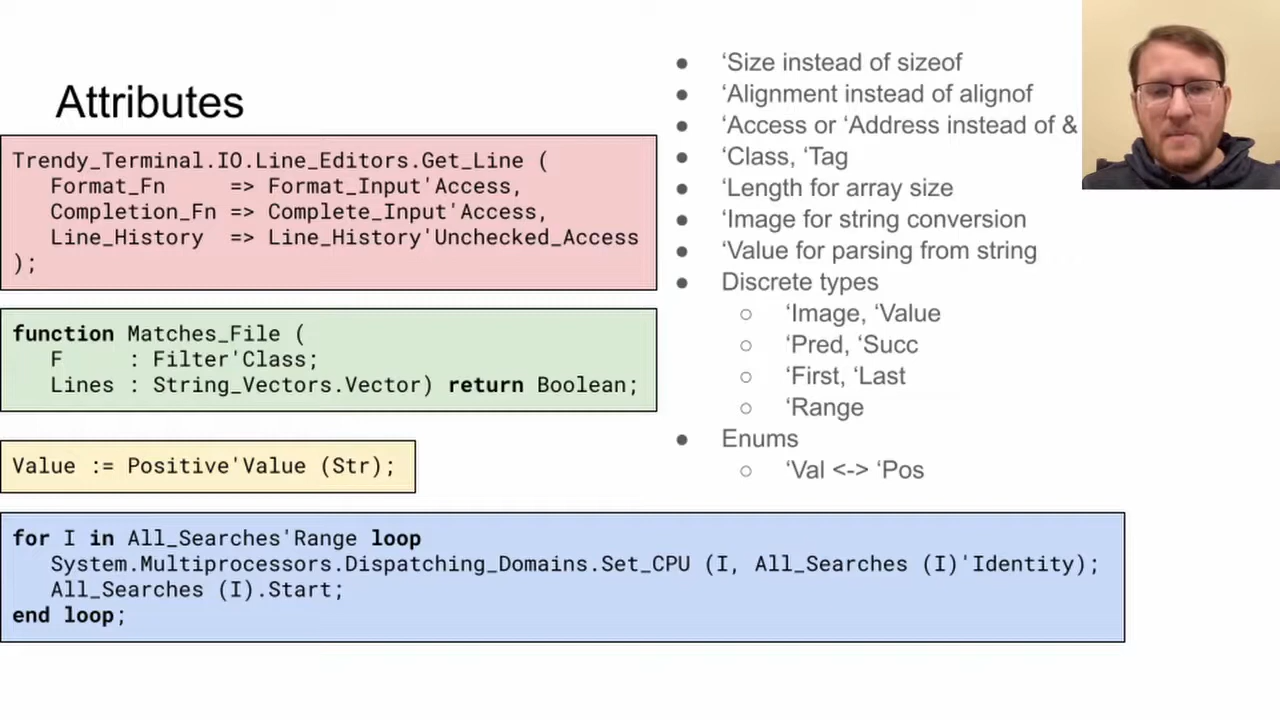 Attributes
Trendy_Terminal.IO.Line_Editors.Get_Line (
   Format_Fn     => Format_Input'Access,
   Completion_Fn => Complete_Input'Access,
   Line_History  => Line_History'Unchecked_Access
);
function Matches_File (
   F     : Filter'Class;
   Lines : String_Vectors.Vector) return Boolean;
Value := Positive'Value (Str);
for I in All_Searches'Range loop
   System.Multiprocessors.Dispatching_Domains.Set_CPU (I, All_Searches (I)'Identity);
   All_Searches (I).Start;
end loop;
● ‘Size instead of sizeof
● ‘Alignment instead of alignof
● ‘Access or ‘Address instead of &
● ‘Class, ‘Tag
● ‘Length for array size
● ‘Image for string conversion
● ‘Value for parsing from string
● Discrete types
○ ‘Image, ‘Value
○ ‘Pred, ‘Succ
○ ‘First, ‘Last
○ ‘Range
● Enums
○ ‘Val <-> ‘Pos